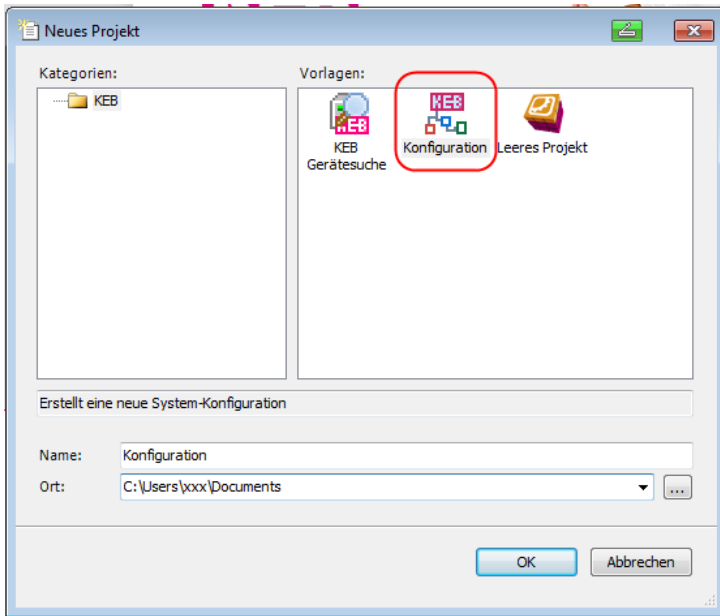 Neues Projekt
Kategorien:
Vorlagen:
KEB
KEB
KEB
KEB
Gerätesuche
Konfiguration
Leeres Projekt
Erstellt eine neue System-Konfiguration
Name:
Konfiguration
Ort:
C:\Users\xxx\Documents
...
OK
Abbrechen